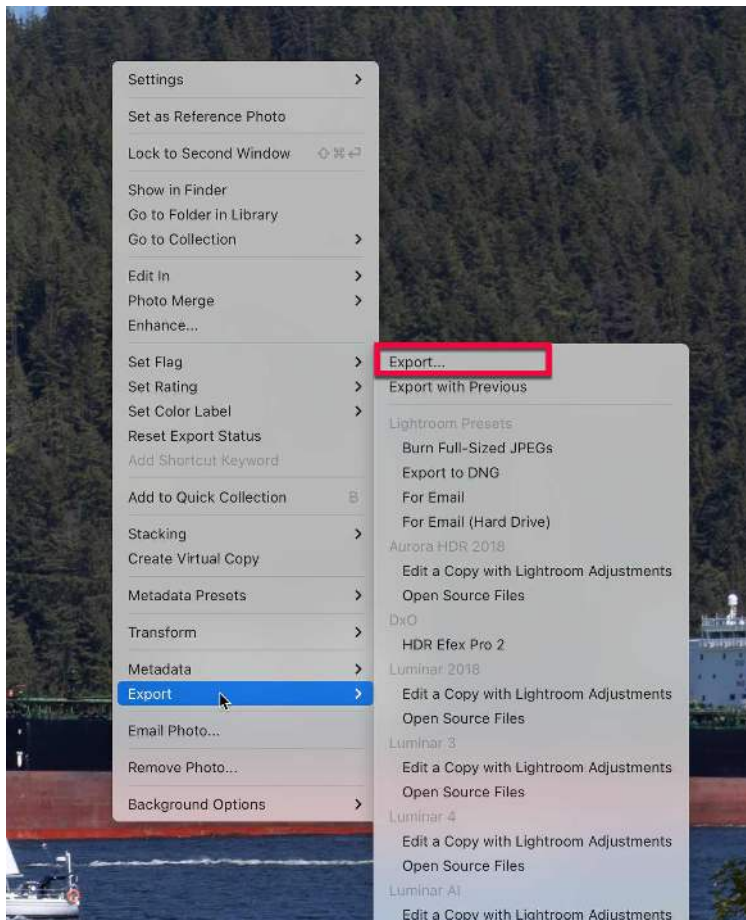 Settings
Set as Reference Photo
Lock to Second Window ⇧⌘↩
Show in Finder
Go to Folder in Library
Go to Collection
Edit In
Photo Merge
Enhance...
Set Flag
Set Rating
Set Color Label
Reset Export Status
Add Shortcut Keyword
Add to Quick Collection B
Stacking
Create Virtual Copy
Metadata Presets
Transform
Metadata
Export
Email Photo...
Remove Photo...
Background Options
Export...
Export with Previous
Lightroom Presets
Burn Full-Sized JPEGs
Export to DNG
For Email
For Email (Hard Drive)
Aurora HDR 2018
Edit a Copy with Lightroom Adjustments
Open Source Files
DxO
HDR Efex Pro 2
Luminar 2018
Edit a Copy with Lightroom Adjustments
Open Source Files
Luminar 3
Edit a Copy with Lightroom Adjustments
Open Source Files
Luminar 4
Edit a Copy with Lightroom Adjustments
Open Source Files
Luminar AI
Edit a Copy with Lightroom Adjustments